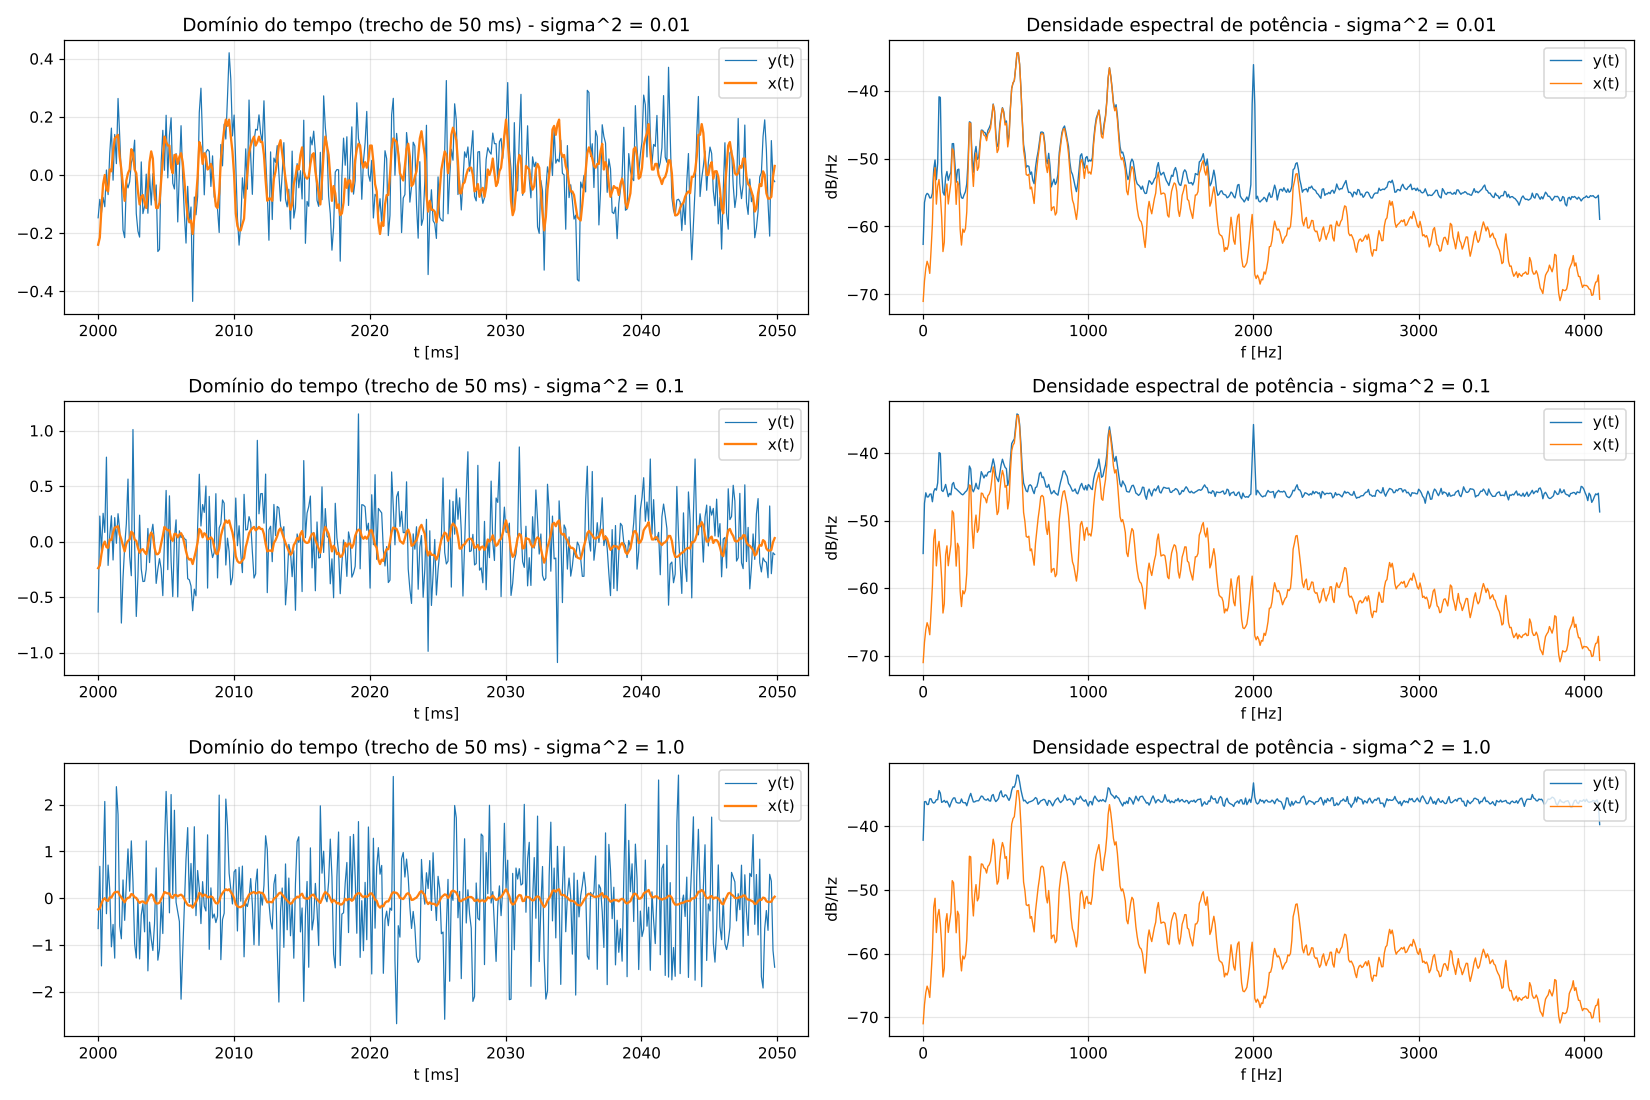 Domínio do tempo (trecho de 50 ms) - sigma^2 = 0.01
0.4
0.2
0.0
−0.2
−0.4
y(t)
x(t)
2000
2010
2020
2030
2040
2050
t [ms]
Densidade espectral de potência - sigma^2 = 0.01
dB/Hz
−40
−50
−60
−70
y(t)
x(t)
0
1000
2000
3000
4000
f [Hz]
Domínio do tempo (trecho de 50 ms) - sigma^2 = 0.1
1.0
0.5
0.0
−0.5
−1.0
y(t)
x(t)
2000
2010
2020
2030
2040
2050
t [ms]
Densidade espectral de potência - sigma^2 = 0.1
dB/Hz
−40
−50
−60
−70
y(t)
x(t)
0
1000
2000
3000
4000
f [Hz]
Domínio do tempo (trecho de 50 ms) - sigma^2 = 1.0
2
1
0
−1
−2
y(t)
x(t)
2000
2010
2020
2030
2040
2050
t [ms]
Densidade espectral de potência - sigma^2 = 1.0
dB/Hz
−40
−50
−60
−70
y(t)
x(t)
0
1000
2000
3000
4000
f [Hz]